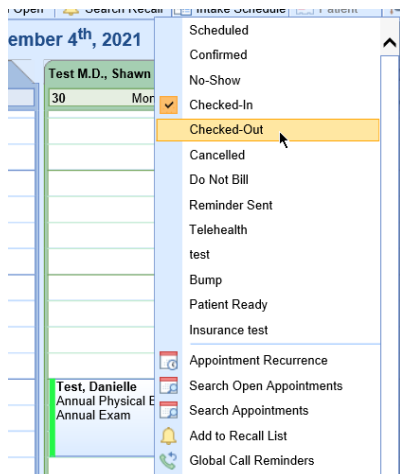 Open Search Recall Intake Schedule Patient
ember 4th, 2021
Test M.D., Shawn
30 Mon
Scheduled
Confirmed
No-Show
Checked-In
Checked-Out
Cancelled
Do Not Bill
Reminder Sent
Telehealth
test
Bump
Patient Ready
Insurance test
Appointment Recurrence
Search Open Appointments
Search Appointments
Add to Recall List
Global Call Reminders
Test, Danielle
Annual Physical E
Annual Exam